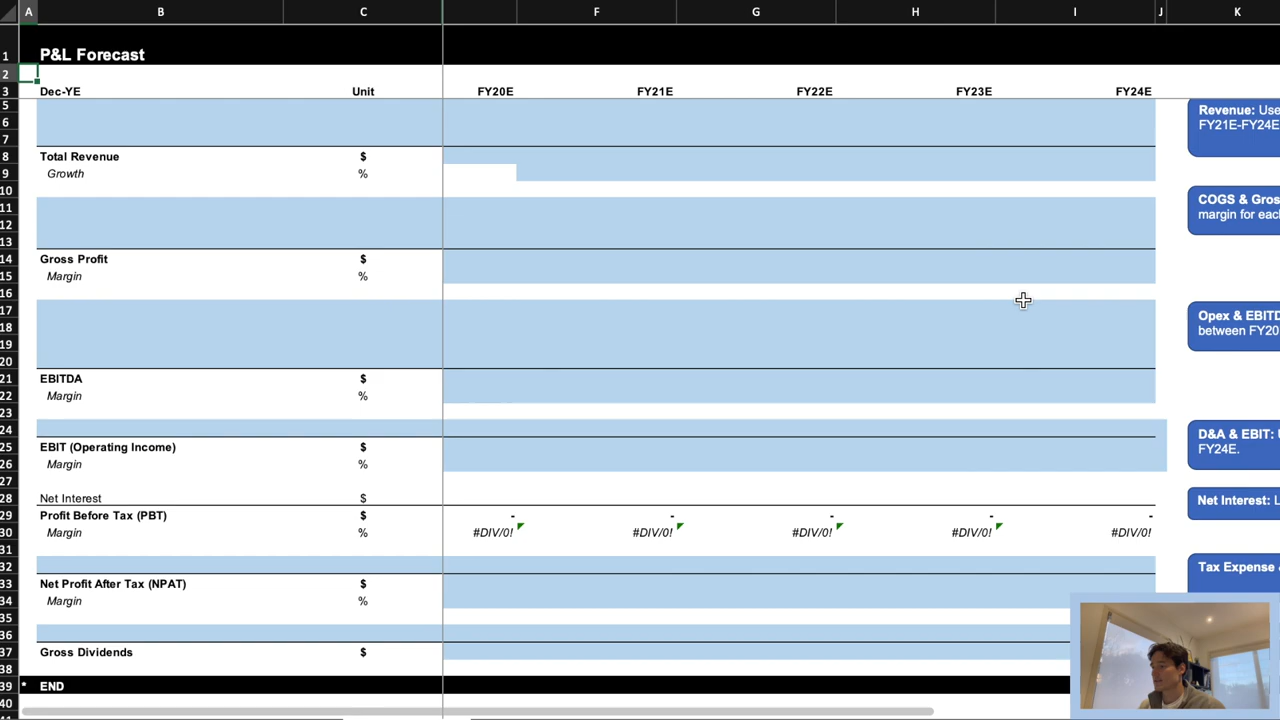 A B C F G H I J K
1 P&L Forecast
2
3 Dec-YE Unit FY20E FY21E FY22E FY23E FY24E
5
Revenue: Use
6
FY21E-FY24E
7
8 Total Revenue $
9 Growth %
10
11
COGS & Gros
12
margin for each
13
14 Gross Profit $
15 Margin %
16
17
Opex & EBITD
18
between FY20
19
20
21 EBITDA $
22 Margin %
23
24
D&A & EBIT: U
25 EBIT (Operating Income) $
FY24E.
26 Margin %
27
28 Net Interest $
Net Interest: L
29 Profit Before Tax (PBT) $ - - - - -
30 Margin % #DIV/0! #DIV/0! #DIV/0! #DIV/0! #DIV/0!
31
32
Tax Expense
33 Net Profit After Tax (NPAT) $
34 Margin %
35
36
37 Gross Dividends $
38
39 * END
40